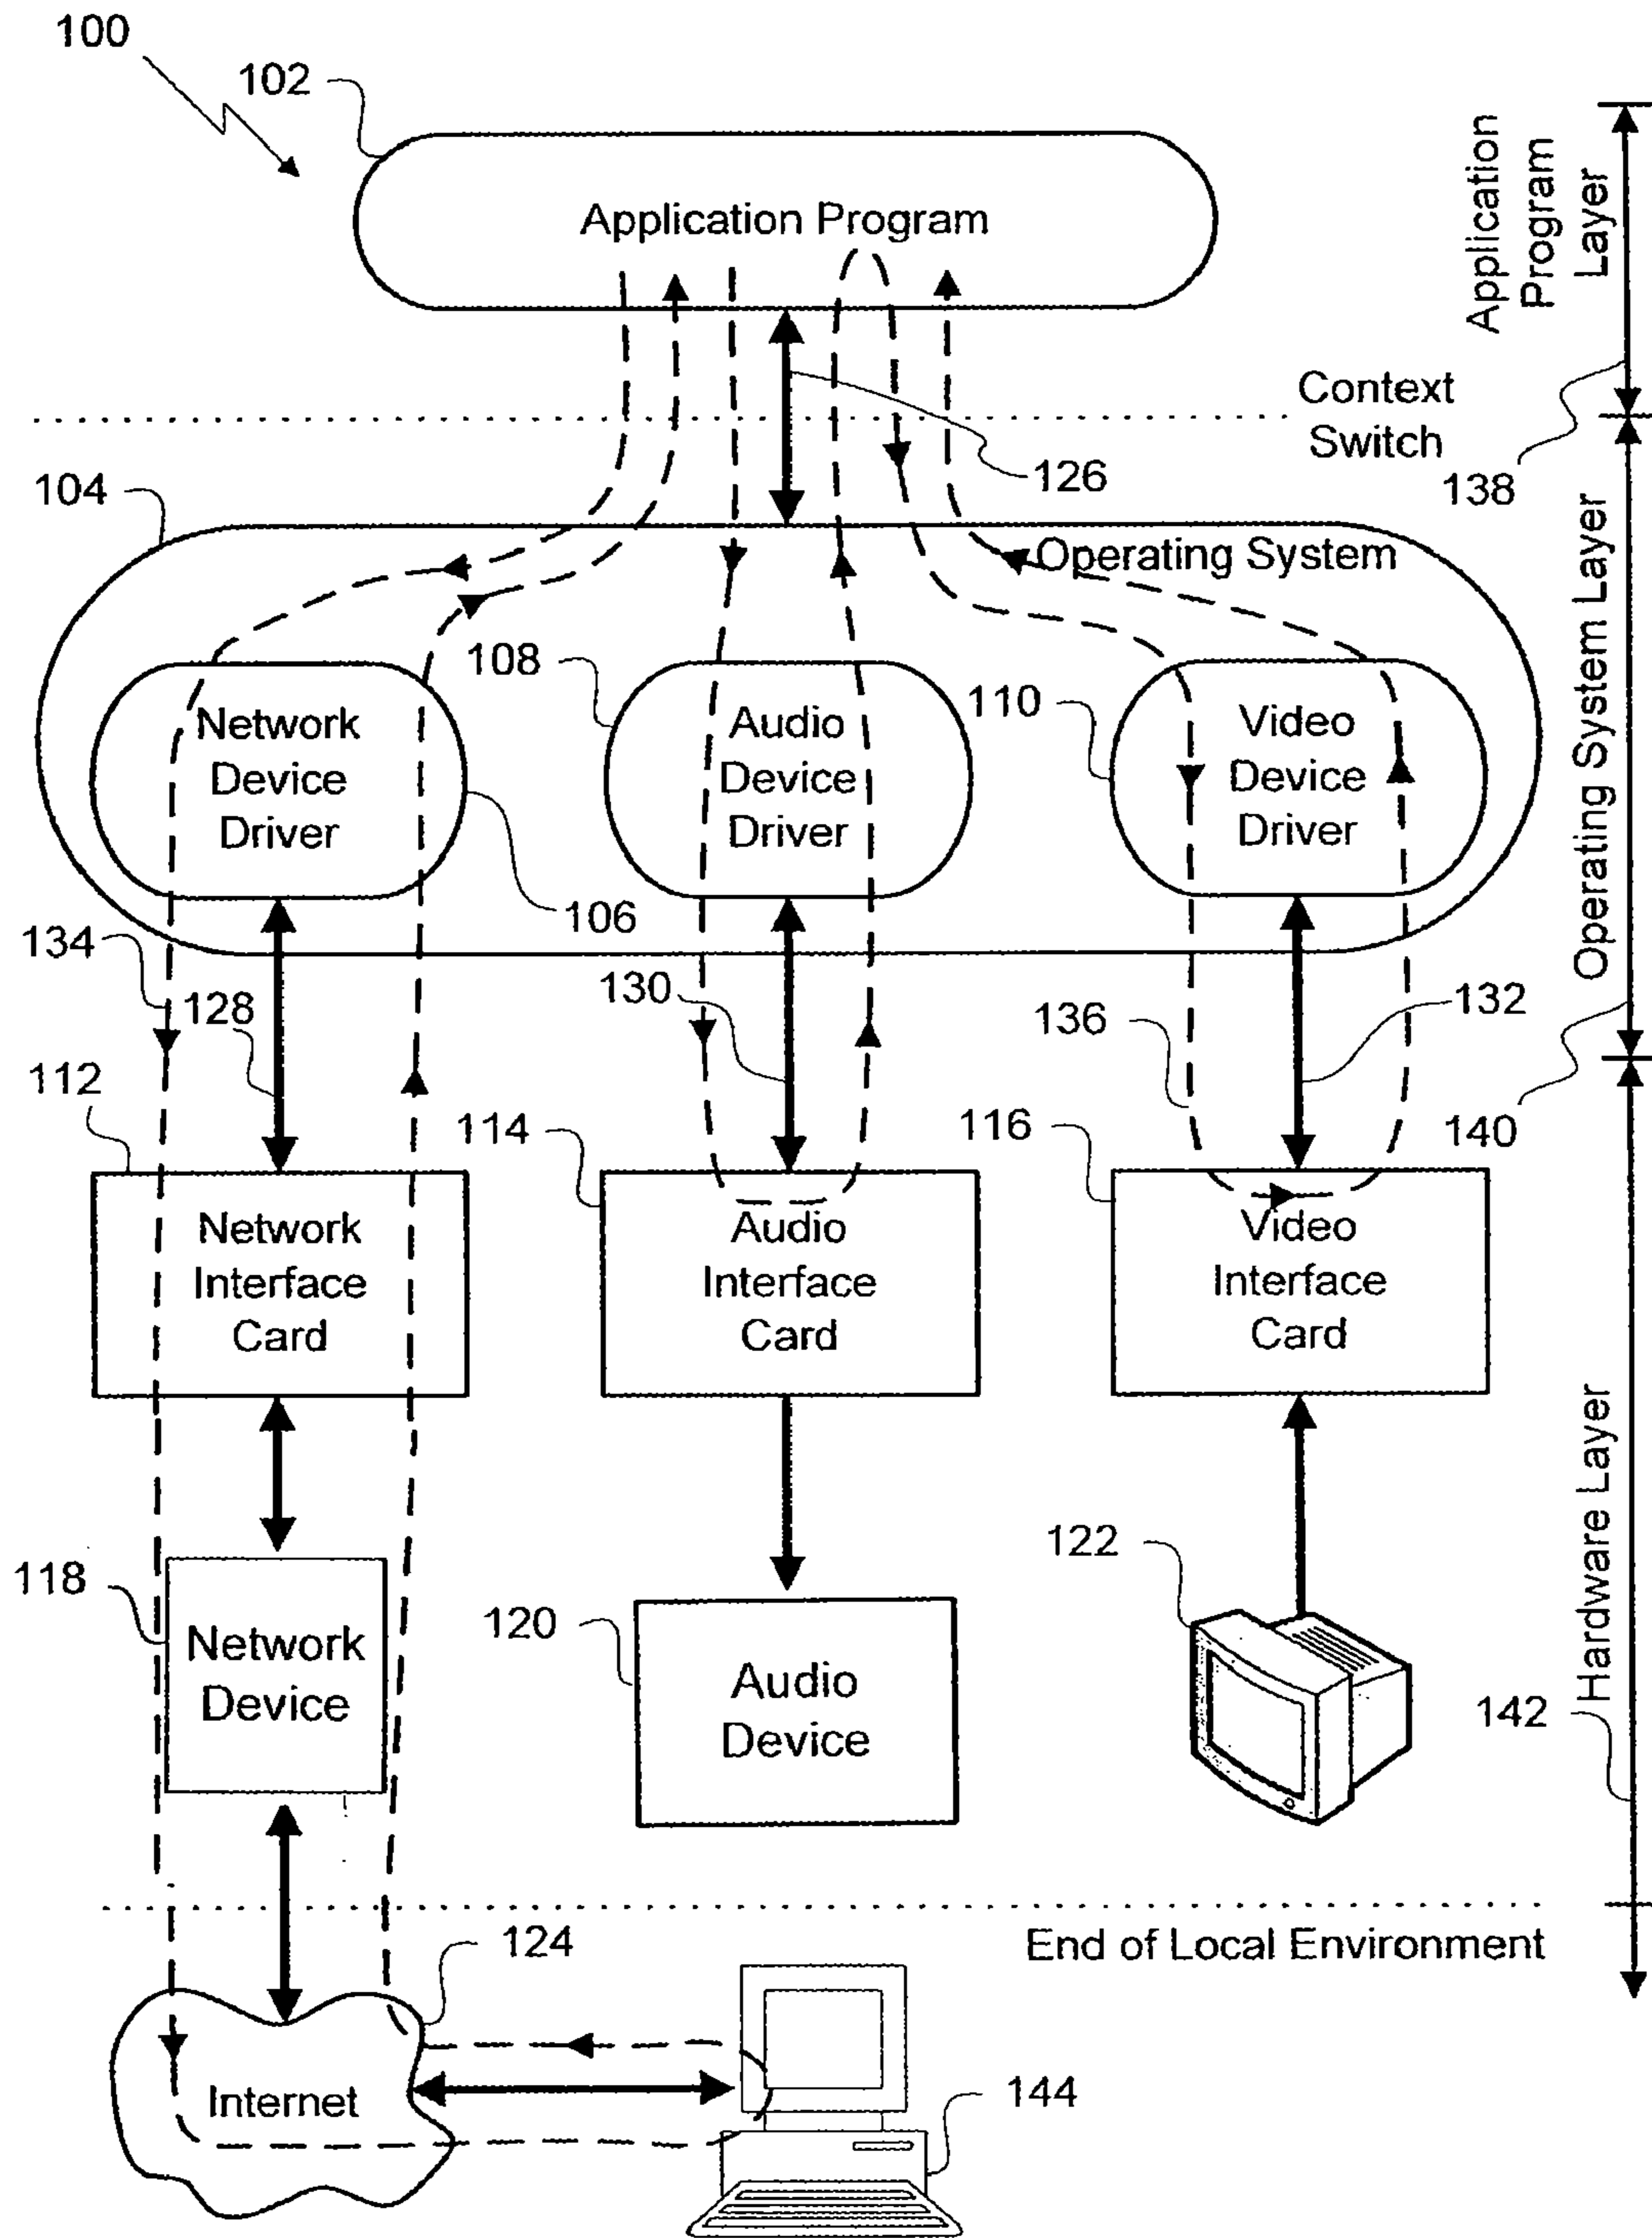 100
102
Application Program
Application
Program
Layer
Context
Switch
138
126
104
Operating System
108
110
Network
Device
Driver
Audio
Device
Driver
Video
Device
Driver
Operating System Layer
106
134
128
130
136
132
112
114
116
140
Network
Interface
Card
Audio
Interface
Card
Video
Interface
Card
Hardware Layer
118
120
122
142
Network
Device
Audio
Device
124
End of Local Environment
Internet
144